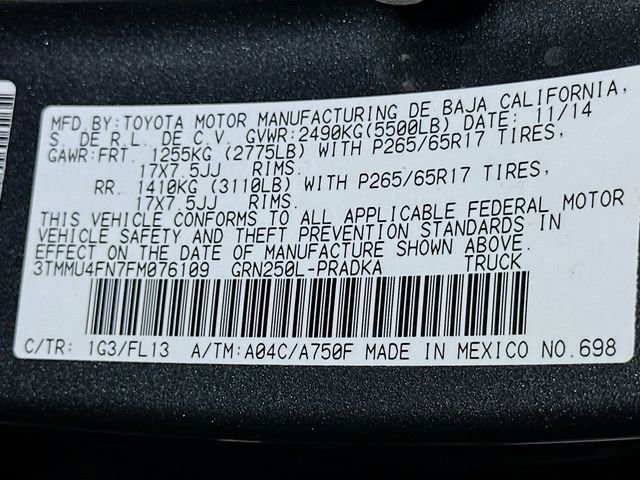 MFD.BY:TOYOTA MOTOR MANUFACTURING DE BAJA CALIFORNIA,
S. DE R.L. DE C.V. GVWR:2490KG(5500LB) DATE: 11/14
GAWR:FRT. 1255KG (2775LB) WITH P265/65R17 TIRES,
17X7.5JJ RIMS.
RR. 1410KG (3110LB) WITH P265/65R17 TIRES,
17X7.5JJ RIMS.
THIS VEHICLE CONFORMS TO ALL APPLICABLE FEDERAL MOTOR
VEHICLE SAFETY AND THEFT PREVENTION STANDARDS IN
EFFECT ON THE DATE OF MANUFACTURE SHOWN ABOVE.
3TMMU4FN7FM076109 GRN250L-PRADKA TRUCK
C/TR: 1G3/FL13 A/TM:A04C/A750F MADE IN MEXICO NO.698